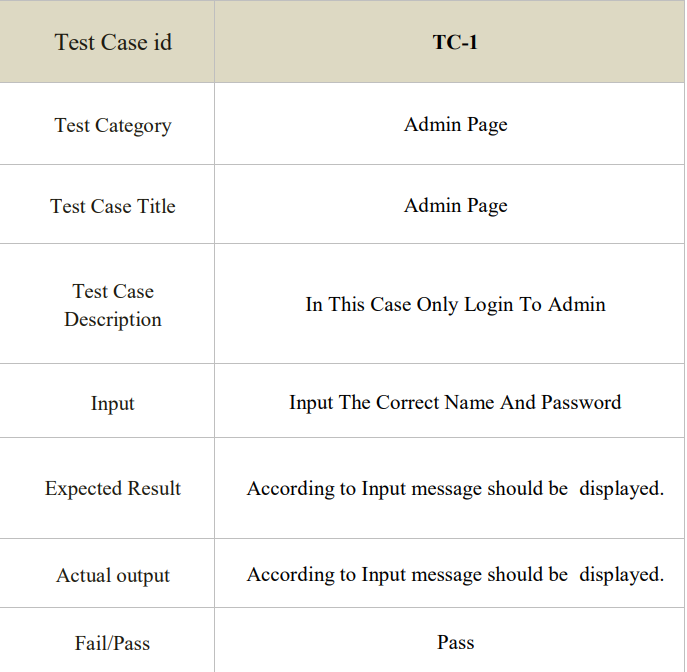 Test Case id TC-1
Test Category Admin Page
Test Case Title Admin Page
Test Case
Description
In This Case Only Login To Admin
Input Input The Correct Name And Password
Expected Result According to Input message should be  displayed.
Actual output According to Input message should be  displayed.
Fail/Pass Pass